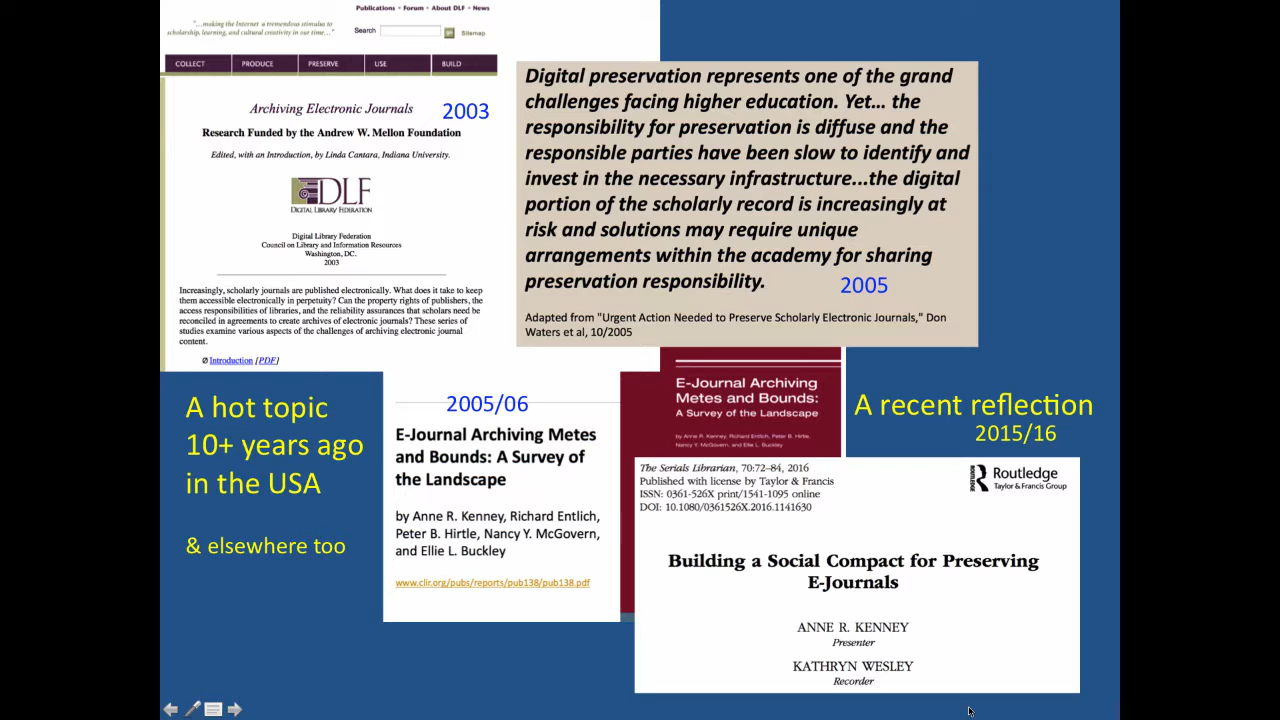 Publications • Forum • About DLF • News
"...making the Internet a tremendous stimulus to
scholarship, learning, and cultural creativity in our time..."
Search
go
Sitemap
COLLECT PRODUCE PRESERVE USE BUILD
Archiving Electronic Journals
2003
Research Funded by the Andrew W. Mellon Foundation
Edited, with an Introduction, by Linda Cantara, Indiana University.
DLF
DIGITAL LIBRARY FEDERATION
Digital Library Federation
Council on Library and Information Resources
Washington, DC.
2003
Increasingly, scholarly journals are published electronically. What does it take to keep
them accessible electronically in perpetuity? Can the property rights of publishers, the
access responsibilities of libraries, and the reliability assurances that scholars need be
reconciled in agreements to create archives of electronic journals? These series of
studies examine various aspects of the challenges of archiving electronic journal
content.
Ø Introduction [PDF]
Digital preservation represents one of the grand
challenges facing higher education. Yet… the
responsibility for preservation is diffuse and the
responsible parties have been slow to identify and
invest in the necessary infrastructure...the digital
portion of the scholarly record is increasingly at
risk and solutions may require unique
arrangements within the academy for sharing
preservation responsibility.
2005
Adapted from "Urgent Action Needed to Preserve Scholarly Electronic Journals," Don
Waters et al, 10/2005
A hot topic
10+ years ago
in the USA
& elsewhere too
2005/06
E-Journal Archiving Metes
and Bounds: A Survey of
the Landscape
by Anne R. Kenney, Richard Entlich,
Peter B. Hirtle, Nancy Y. McGovern,
and Ellie L. Buckley
www.clir.org/pubs/reports/pub138/pub138.pdf
E-Journal Archiving
Metes and Bounds:
A Survey of the Landscape
by Anne R. Kenney, Richard Entlich, Peter B. Hirtle,
Nancy Y. McGovern, and Ellie L. Buckley
A recent reflection
2015/16
The Serials Librarian, 70:72–84, 2016
Published with license by Taylor & Francis
ISSN: 0361-526X print/1541-1095 online
DOI: 10.1080/0361526X.2016.1141630
ROUTLEDGE
Routledge
Taylor & Francis Group
Building a Social Compact for Preserving
E-Journals
ANNE R. KENNEY
Presenter
KATHRYN WESLEY
Recorder